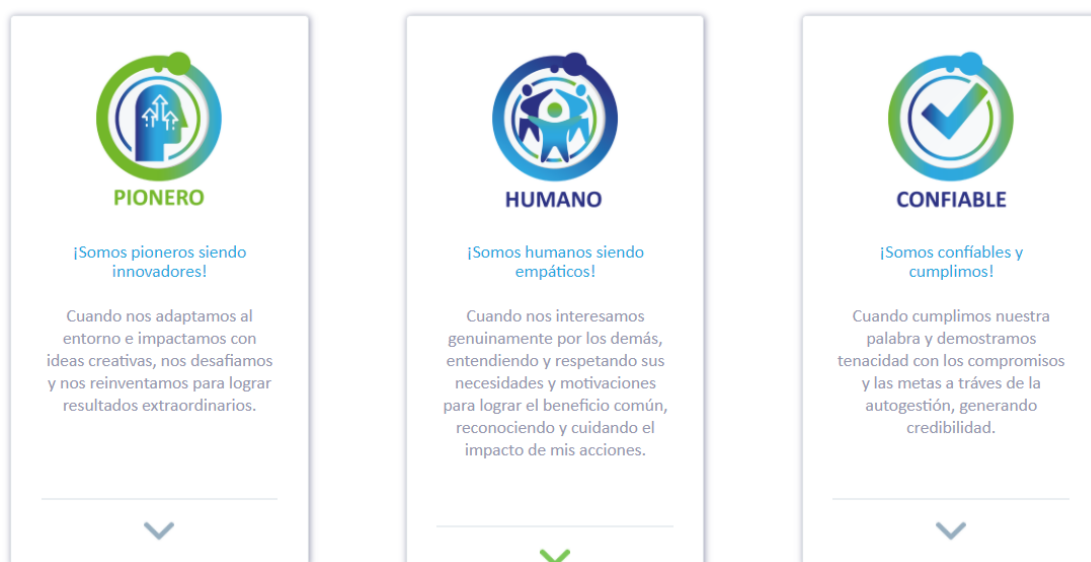 PIONERO
¡Somos pioneros siendo
innovadores!
Cuando nos adaptamos al
entorno e impactamos con
ideas creativas, nos desafiamos
y nos reinventamos para lograr
resultados extraordinarios.
HUMANO
¡Somos humanos siendo
empáticos!
Cuando nos interesamos
genuinamente por los demás,
entendiendo y respetando sus
necesidades y motivaciones
para lograr el beneficio común,
reconociendo y cuidando el
impacto de mis acciones.
CONFIABLE
¡Somos confiables y
cumplimos!
Cuando cumplimos nuestra
palabra y demostramos
tenacidad con los compromisos
y las metas a tráves de la
autogestión, generando
credibilidad.